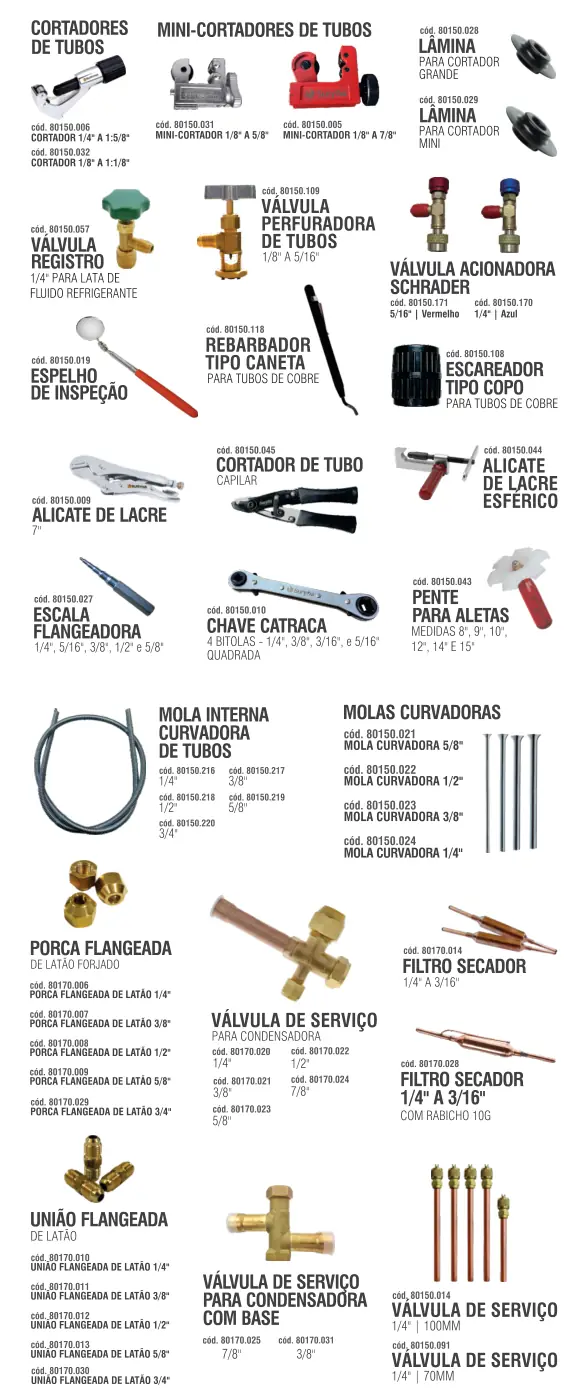 CORTADORES
DE TUBOS
cód. 80150.006
CORTADOR 1/4" A 1:5/8"
cód. 80150.032
CORTADOR 1/8" A 1:1/8"
MINI-CORTADORES DE TUBOS
cód. 80150.031
MINI-CORTADOR 1/8" A 5/8"
cód. 80150.005
MINI-CORTADOR 1/8" A 7/8"
cód. 80150.028
LÂMINA
PARA CORTADOR
GRANDE
cód. 80150.029
LÂMINA
PARA CORTADOR
MINI
cód. 80150.057
VÁLVULA
REGISTRO
1/4" PARA LATA DE
FLUIDO REFRIGERANTE
cód. 80150.109
VÁLVULA
PERFURADORA
DE TUBOS
1/8" A 5/16"
VÁLVULA ACIONADORA
SCHRADER
cód. 80150.171
5/16" | Vermelho
cód. 80150.170
1/4" | Azul
cód. 80150.019
ESPELHO
DE INSPEÇÃO
cód. 80150.118
REBARBADOR
TIPO CANETA
PARA TUBOS DE COBRE
cód. 80150.108
ESCAREADOR
TIPO COPO
PARA TUBOS DE COBRE
cód. 80150.009
ALICATE DE LACRE
7"
cód. 80150.045
CORTADOR DE TUBO
CAPILAR
cód. 80150.044
ALICATE
DE LACRE
ESFÉRICO
cód. 80150.027
ESCALA
FLANGEADORA
1/4", 5/16", 3/8", 1/2" e 5/8"
cód. 80150.010
CHAVE CATRACA
4 BITOLAS - 1/4", 3/8", 3/16", e 5/16"
QUADRADA
cód. 80150.043
PENTE
PARA ALETAS
MEDIDAS 8", 9", 10",
12", 14" E 15"
MOLA INTERNA
CURVADORA
DE TUBOS
cód. 80150.216
1/4"
cód. 80150.217
3/8"
cód. 80150.218
1/2"
cód. 80150.219
5/8"
cód. 80150.220
3/4"
MOLAS CURVADORAS
cód. 80150.021
MOLA CURVADORA 5/8"
cód. 80150.022
MOLA CURVADORA 1/2"
cód. 80150.023
MOLA CURVADORA 3/8"
cód. 80150.024
MOLA CURVADORA 1/4"
PORCA FLANGEADA
DE LATÃO FORJADO
cód. 80170.006
PORCA FLANGEADA DE LATÃO 1/4"
cód. 80170.007
PORCA FLANGEADA DE LATÃO 3/8"
cód. 80170.008
PORCA FLANGEADA DE LATÃO 1/2"
cód. 80170.009
PORCA FLANGEADA DE LATÃO 5/8"
cód. 80170.029
PORCA FLANGEADA DE LATÃO 3/4"
VÁLVULA DE SERVIÇO
PARA CONDENSADORA
cód. 80170.020
1/4"
cód. 80170.022
1/2"
cód. 80170.021
3/8"
cód. 80170.024
7/8"
cód. 80170.023
5/8"
cód. 80170.014
FILTRO SECADOR
1/4" A 3/16"
cód. 80170.028
FILTRO SECADOR
1/4" A 3/16"
COM RABICHO 10G
UNIÃO FLANGEADA
DE LATÃO
cód. 80170.010
UNIÃO FLANGEADA DE LATÃO 1/4"
cód. 80170.011
UNIÃO FLANGEADA DE LATÃO 3/8"
cód. 80170.012
UNIÃO FLANGEADA DE LATÃO 1/2"
cód. 80170.013
UNIÃO FLANGEADA DE LATÃO 5/8"
cód. 80170.030
UNIÃO FLANGEADA DE LATÃO 3/4"
VÁLVULA DE SERVIÇO
PARA CONDENSADORA
COM BASE
cód. 80170.025
7/8"
cód. 80170.031
3/8"
cód. 80150.014
VÁLVULA DE SERVIÇO
1/4" | 100MM
cód. 80150.091
VÁLVULA DE SERVIÇO
1/4" | 70MM